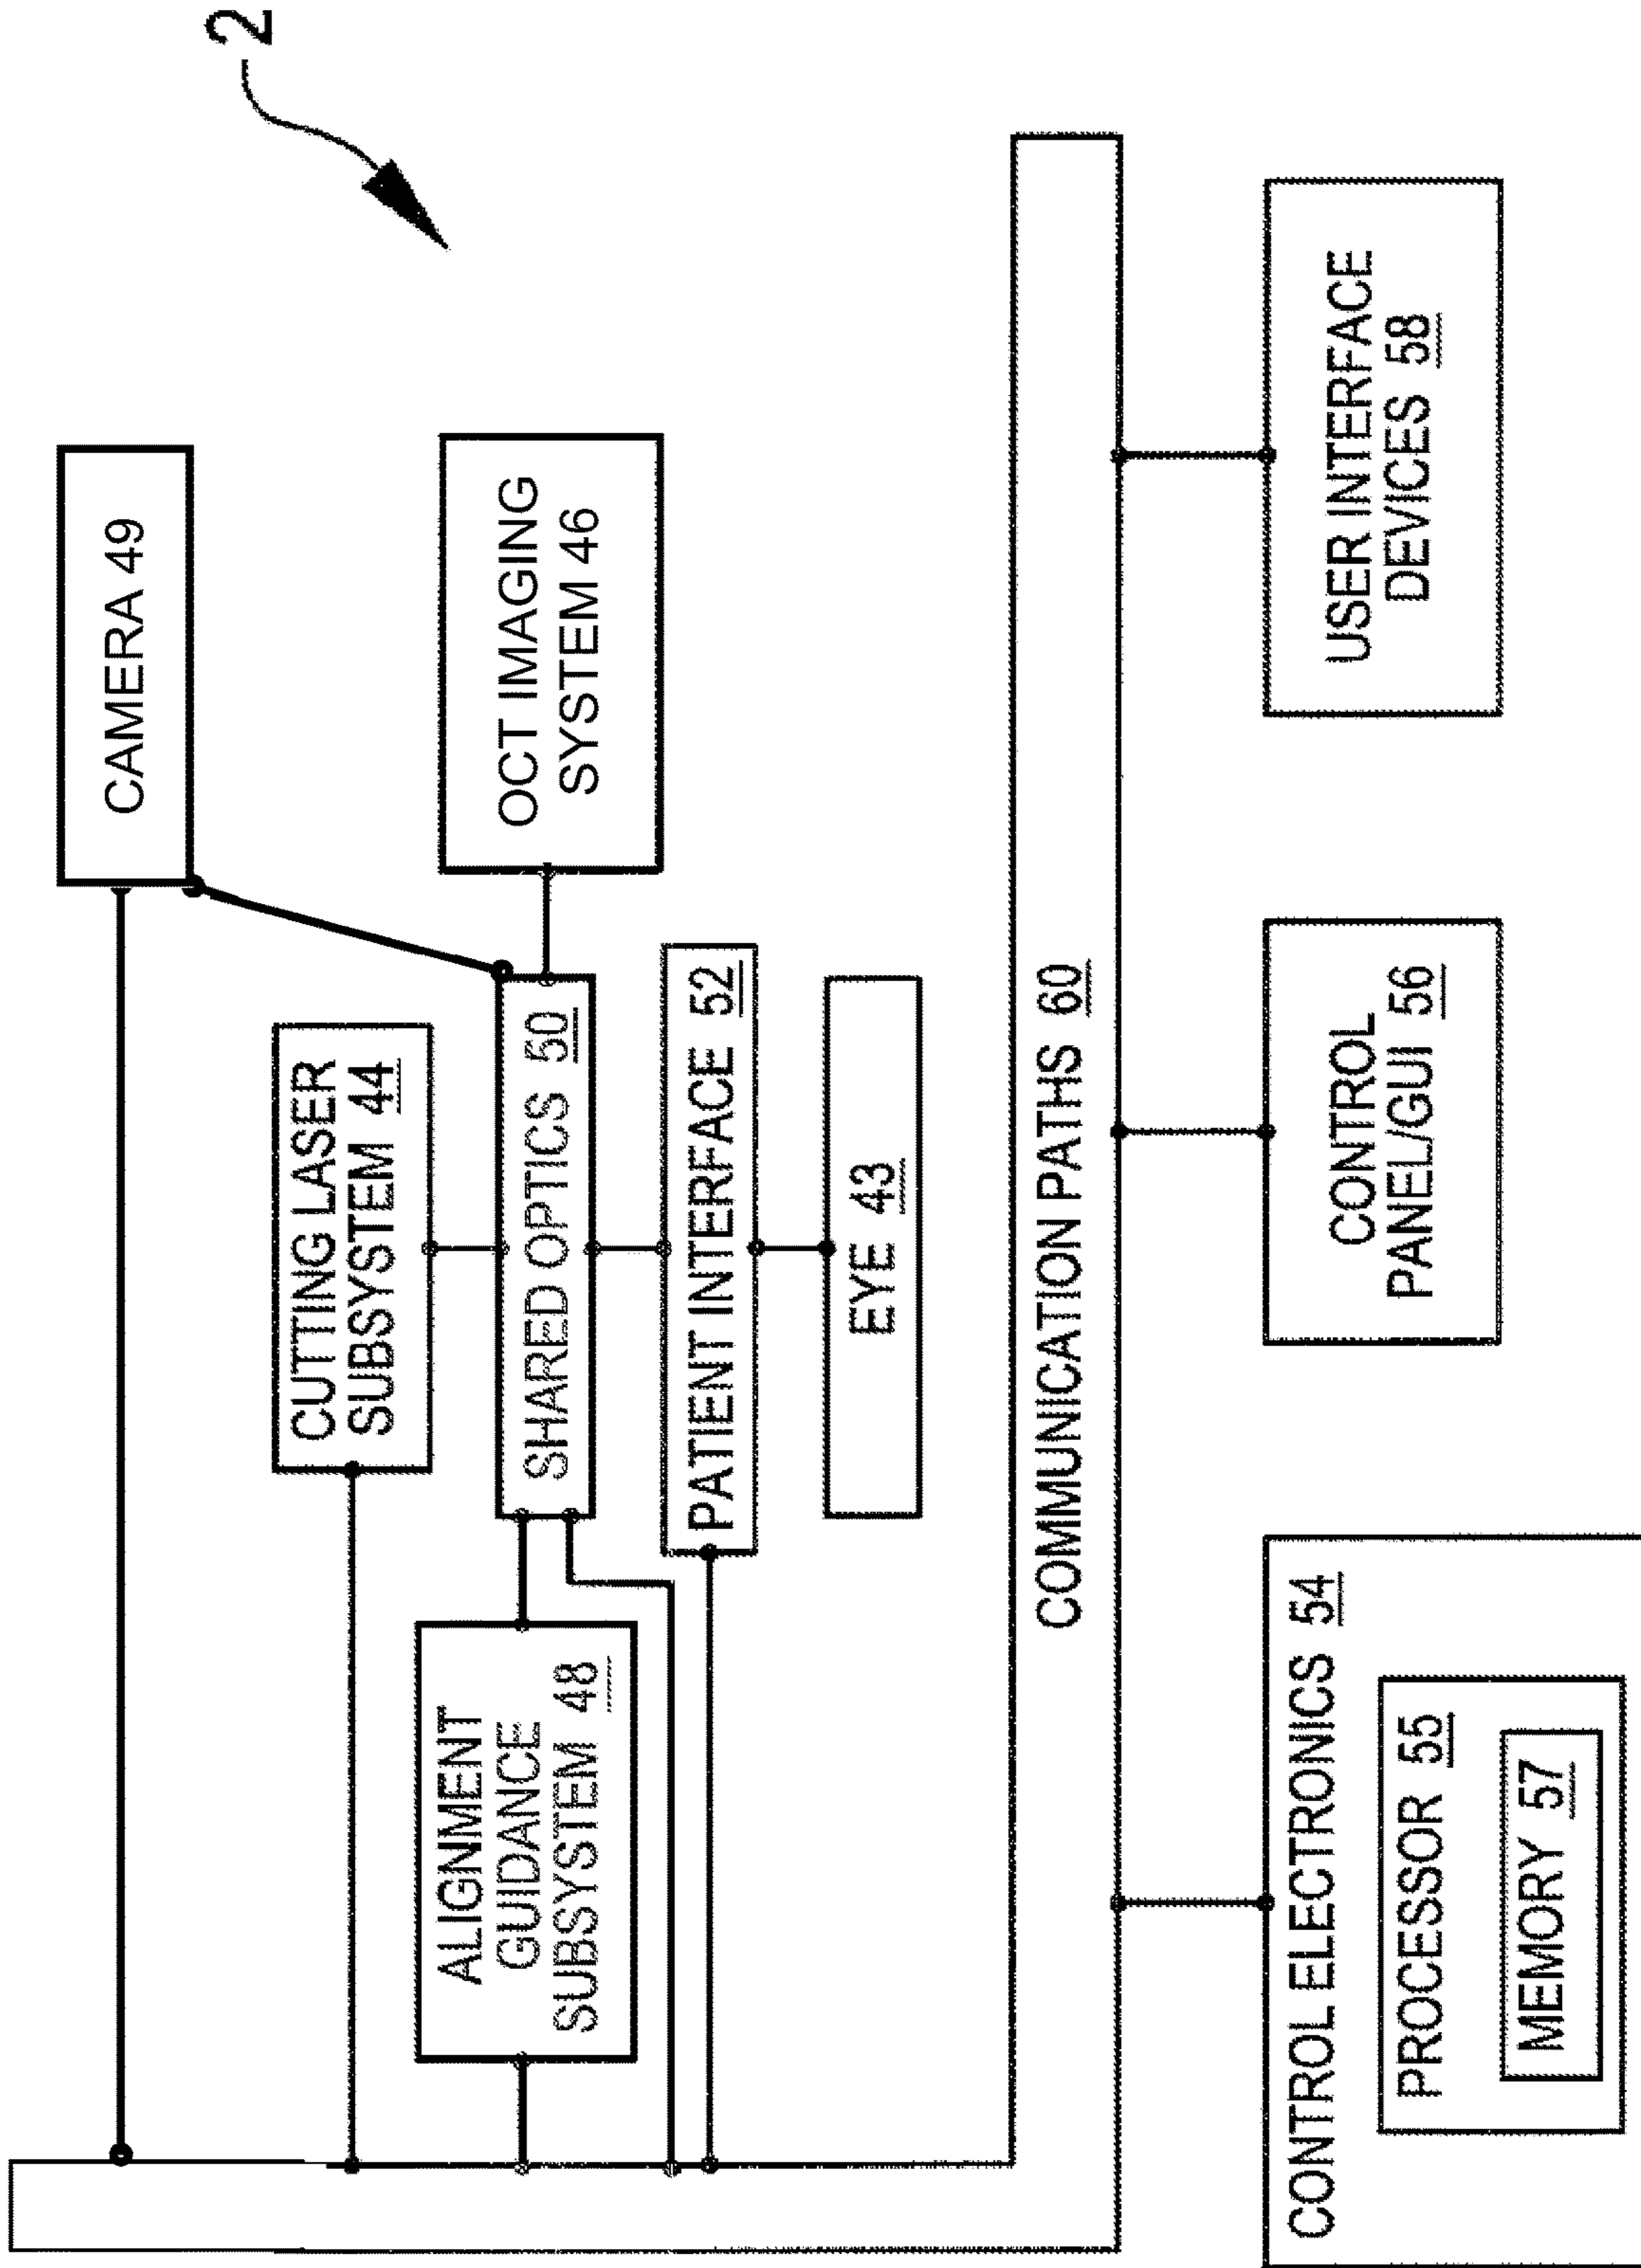 2
CAMERA 49
CUTTING LASER
SUBSYSTEM 44
OCT IMAGING
SYSTEM 46
ALIGNMENT
GUIDANCE
SUBSYSTEM 48
SHARED OPTICS 50
PATIENT INTERFACE 52
EYE 43
COMMUNICATION PATHS 60
CONTROL ELECTRONICS 54
PROCESSOR 55
MEMORY 57
CONTROL
PANEL/GUI 56
USER INTERFACE
DEVICES 58